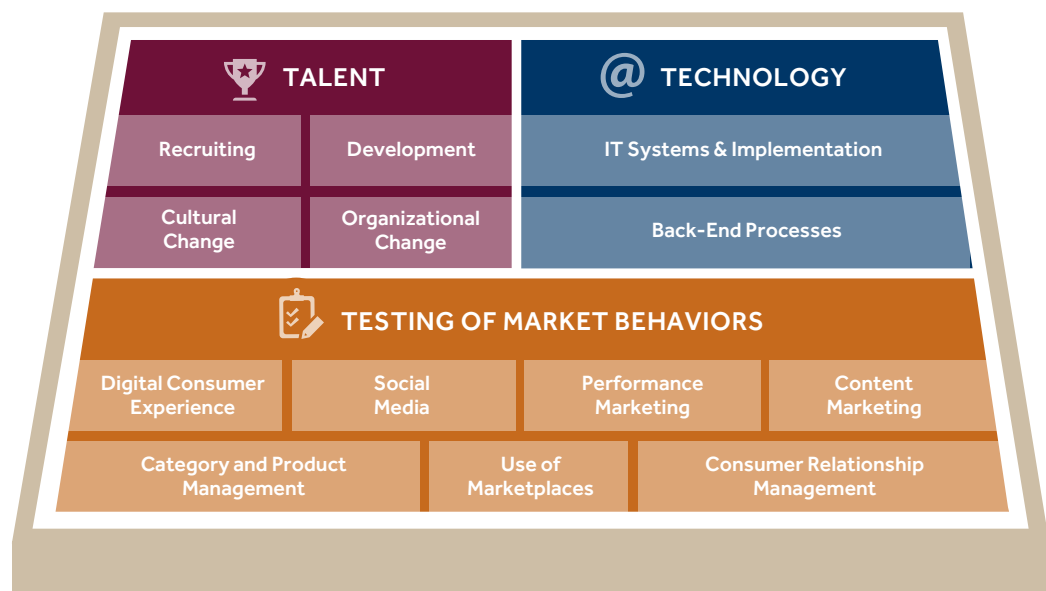 TALENT
@ TECHNOLOGY
Recruiting
Development
IT Systems & Implementation
Cultural
Change
Organizational
Change
Back-End Processes
TESTING OF MARKET BEHAVIORS
Digital Consumer
Experience
Social
Media
Performance
Marketing
Content
Marketing
Category and Product
Management
Use of
Marketplaces
Consumer Relationship
Management